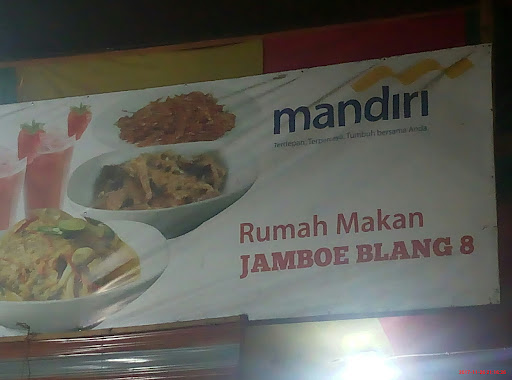 mandiri
Terdepan, Terpercaya, Tumbuh bersama Anda
Rumah Makan
JAMBOE BLANG 8